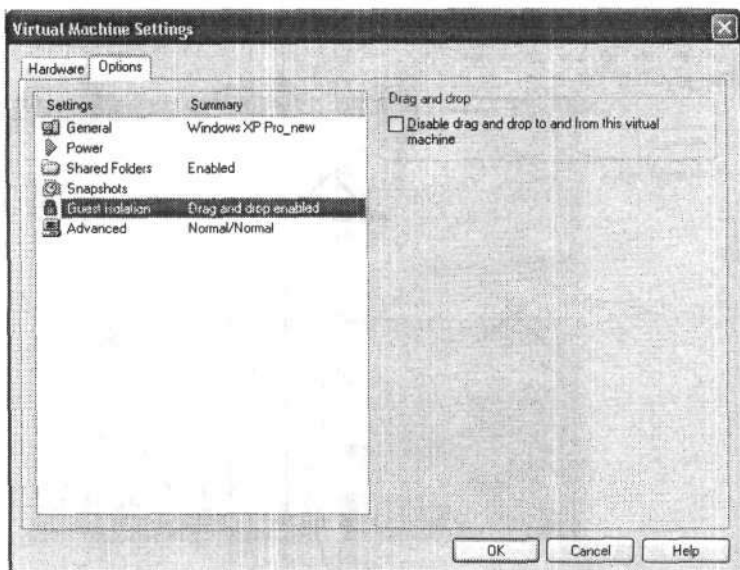 Virtual Machine Settings
Hardware Options
Settings Summary
General Windows XP Pro_new
Power
Shared Folders Enabled
Snapshots
Guest isolation Drag and drop enabled
Advanced Normal/Normal
Drag and drop
Disable drag and drop to and from this virtual
machine
OK Cancel Help